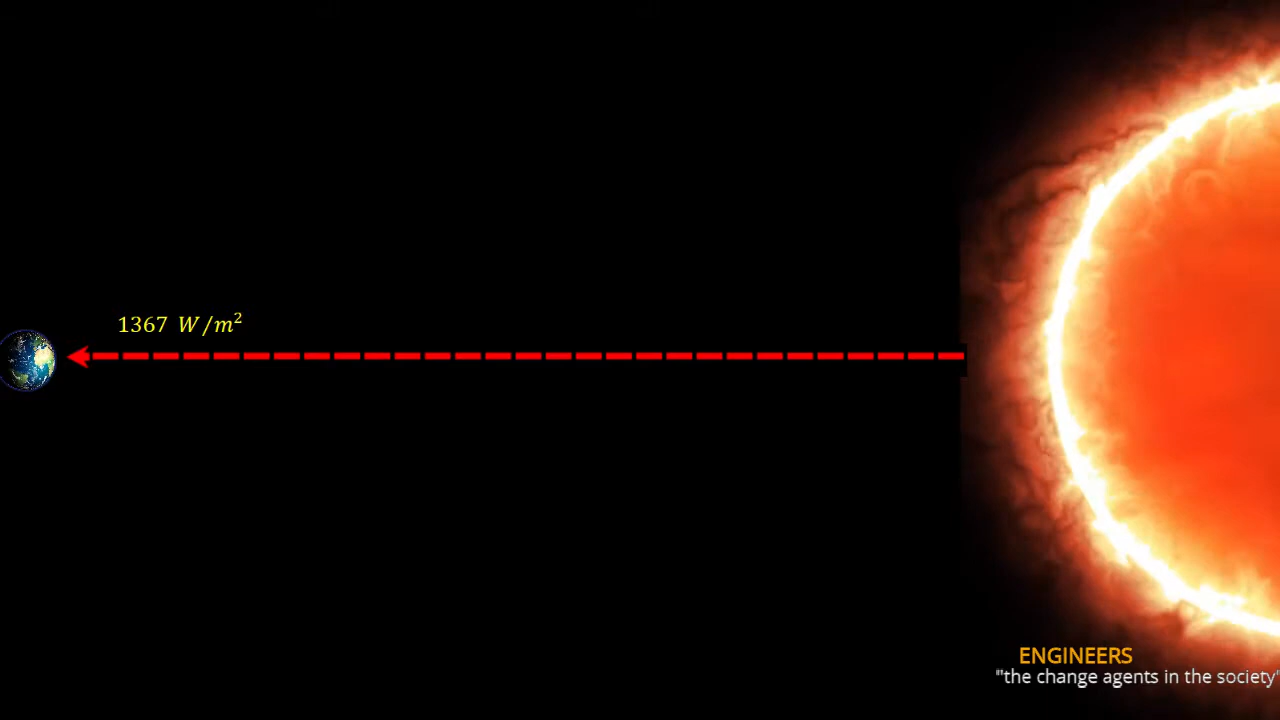 1367 W/m²
ENGINEERS
"'the change agents in the society"